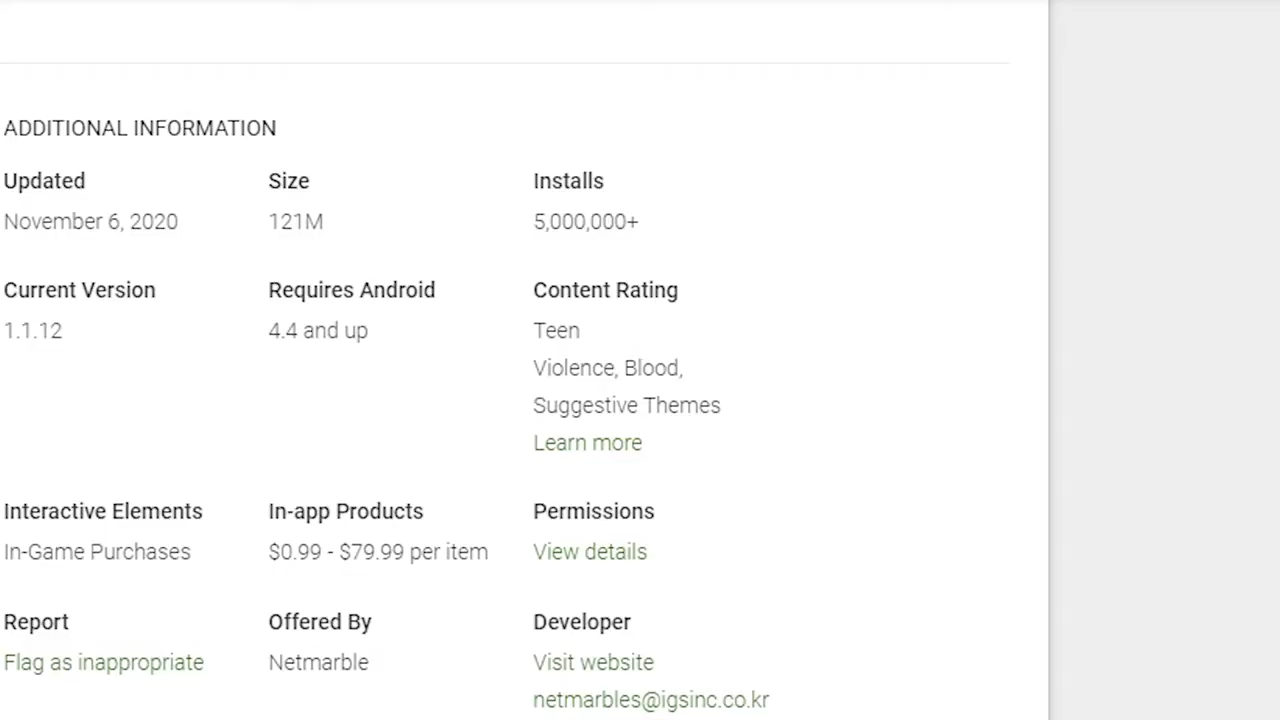 ADDITIONAL INFORMATION
Updated
Size
Installs
November 6, 2020
121M
5,000,000+
Current Version
Requires Android
Content Rating
1.1.12
4.4 and up
Teen
Violence, Blood,
Suggestive Themes
Learn more
Interactive Elements
In-app Products
Permissions
In-Game Purchases
$0.99 - $79.99 per item
View details
Report
Offered By
Developer
Flag as inappropriate
Netmarble
Visit website
netmarbles@igsinc.co.kr